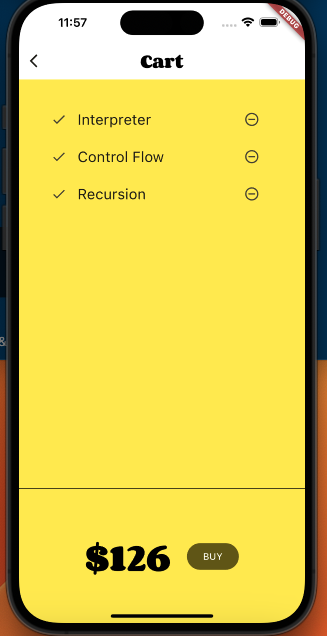 11:57
DEBUG
Cart
Interpreter
Control Flow
Recursion
&
$126
BUY